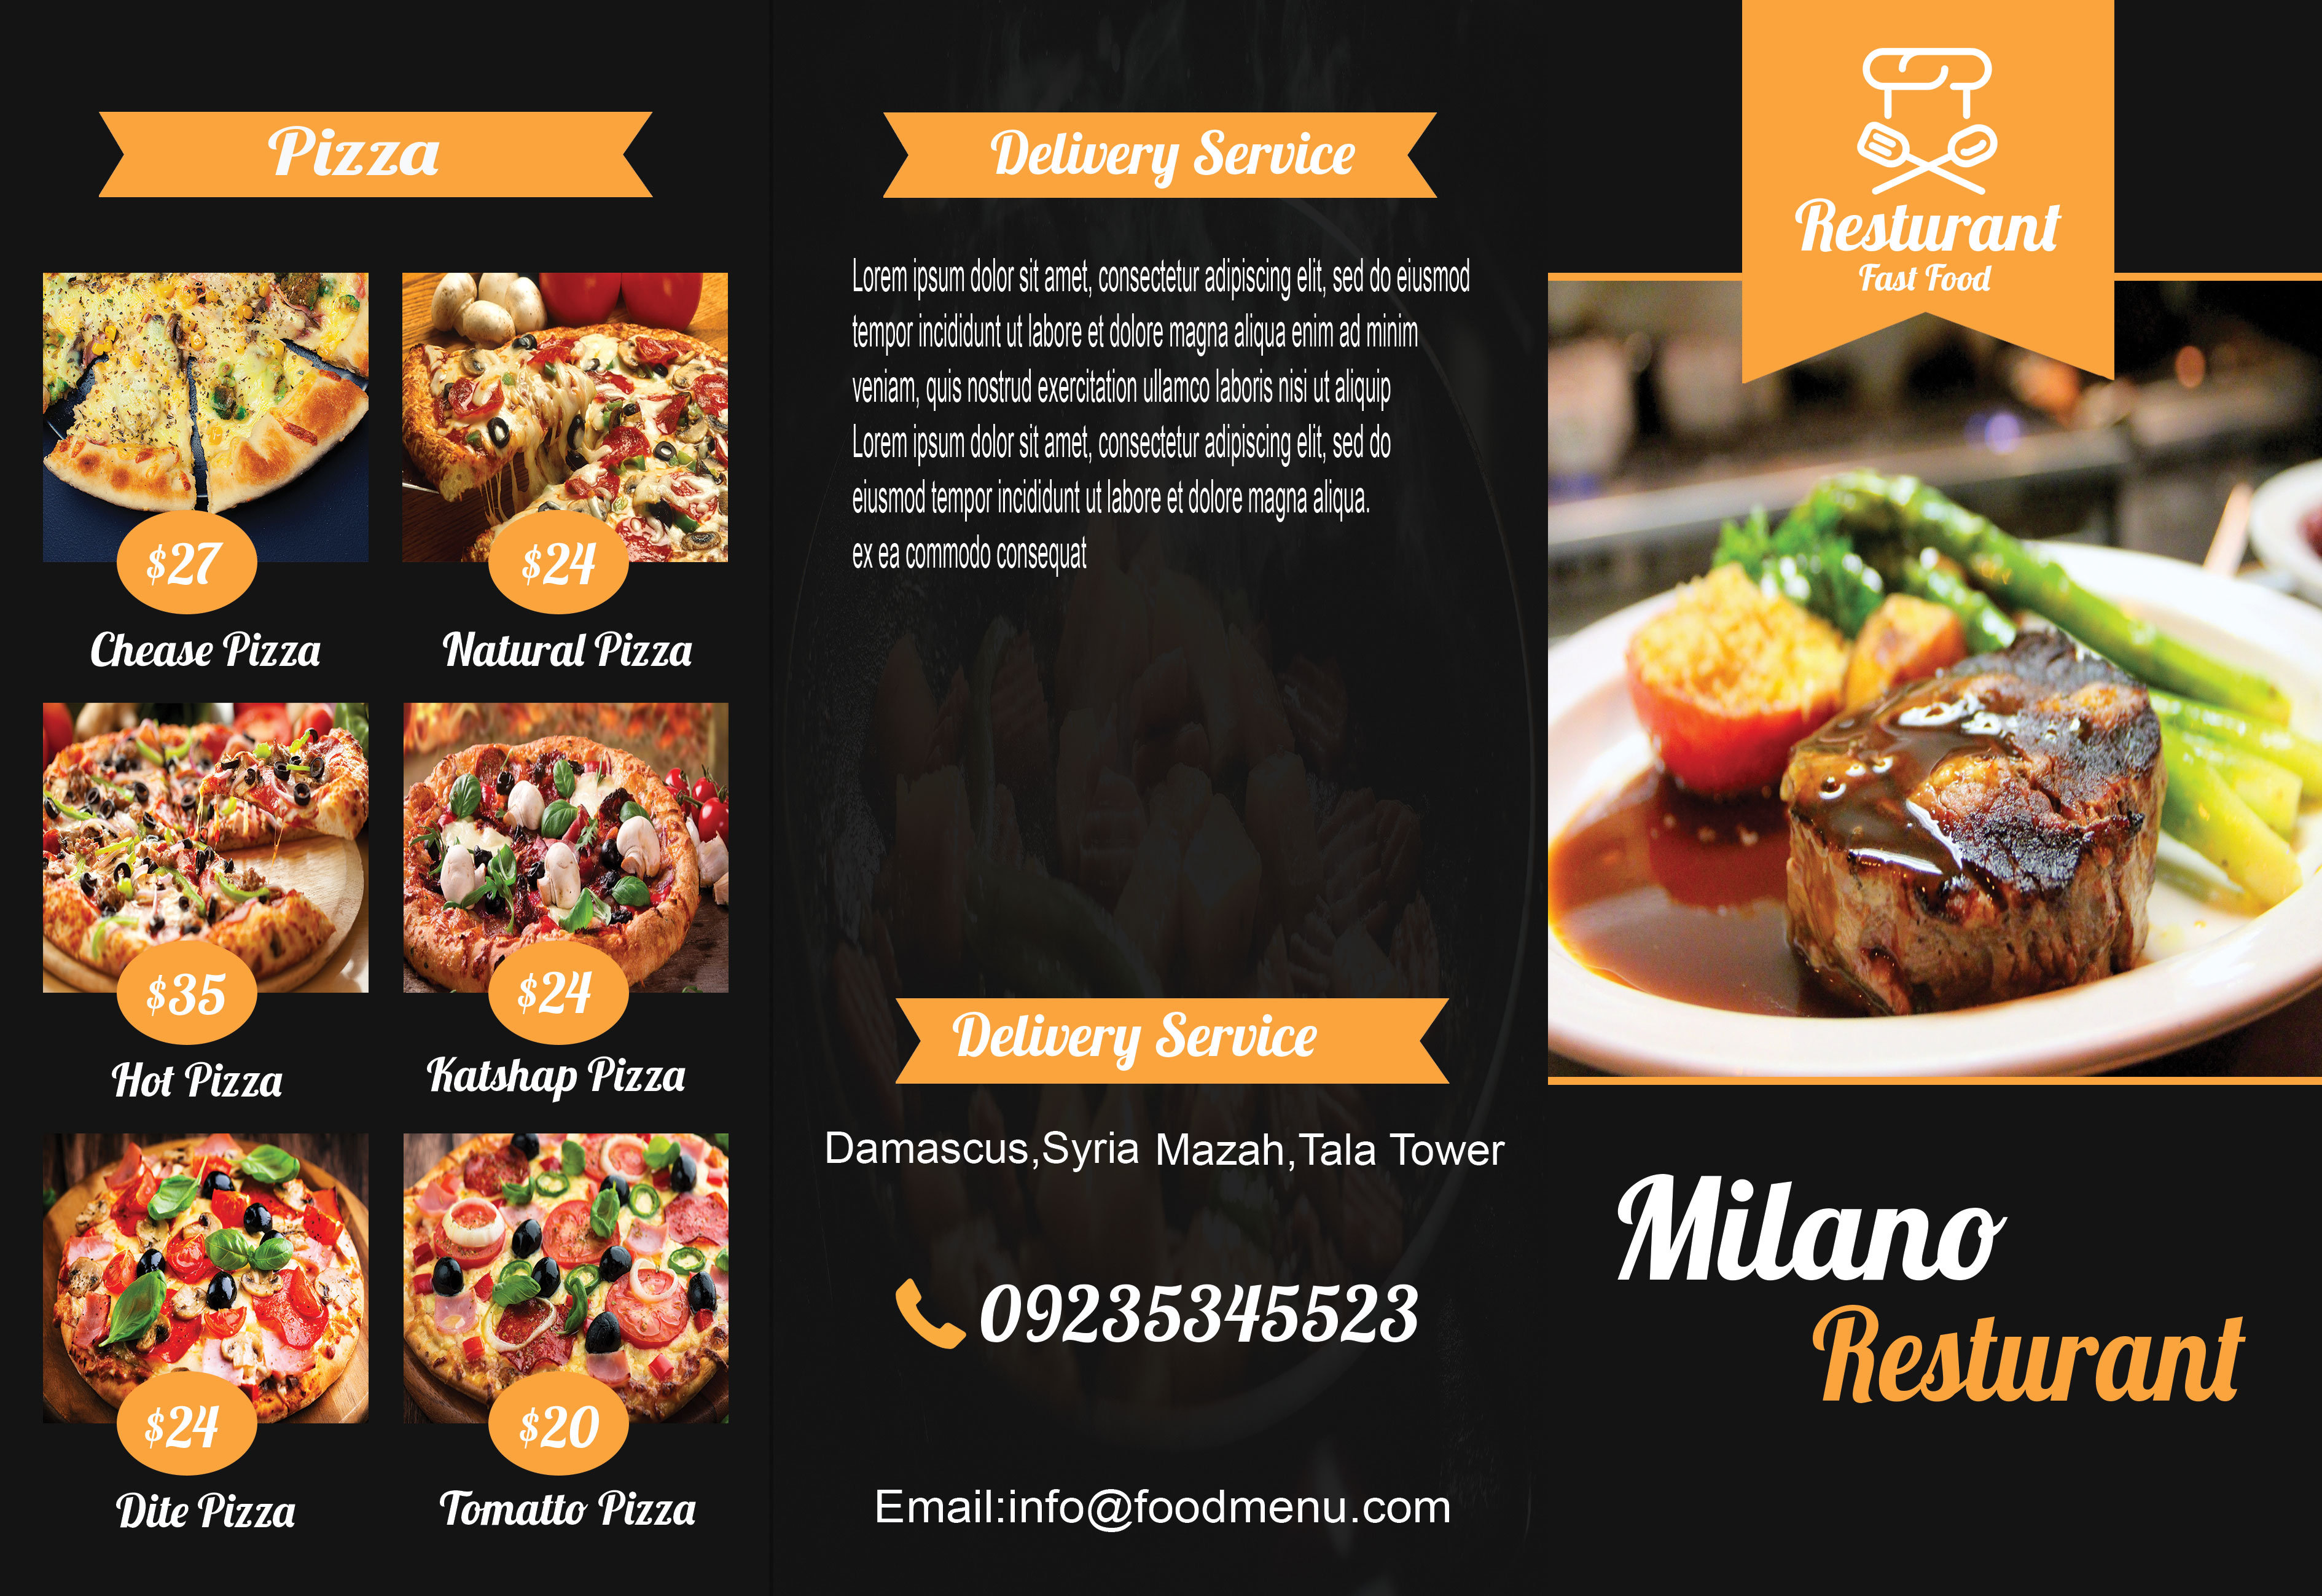 Pizza
$27
$24
Chease Pizza
Natural Pizza
$35
$24
Hot Pizza
Katshap Pizza
$24
$20
Dite Pizza
Tomatto Pizza
Delivery Service
Lorem ipsum dolor sit amet, consectetur adipiscing elit, sed do eiusmod
tempor incididunt ut labore et dolore magna aliqua enim ad minim
veniam, quis nostrud exercitation ullamco laboris nisi ut aliquip
Lorem ipsum dolor sit amet, consectetur adipiscing elit, sed do
eiusmod tempor incididunt ut labore et dolore magna aliqua.
ex ea commodo consequat
Delivery Service
Damascus,Syria Mazah,Tala Tower
09235345523
Email:info@foodmenu.com
Resturant
Fast Food
Milano
Resturant